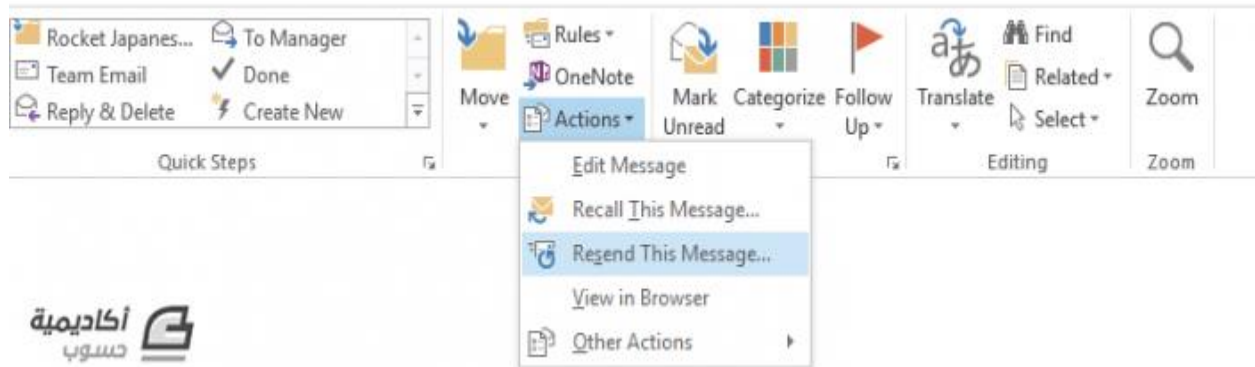 Rocket Japanes...
To Manager
Team Email
Done
Reply & Delete
Create New
Quick Steps
Move
Rules
OneNote
Actions
Mark
Unread
Categorize
Follow
Up
Translate
Find
Related
Select
Editing
Zoom
Zoom
Edit Message
Recall This Message...
Resend This Message...
View in Browser
Other Actions
أكاديمية
حسوب